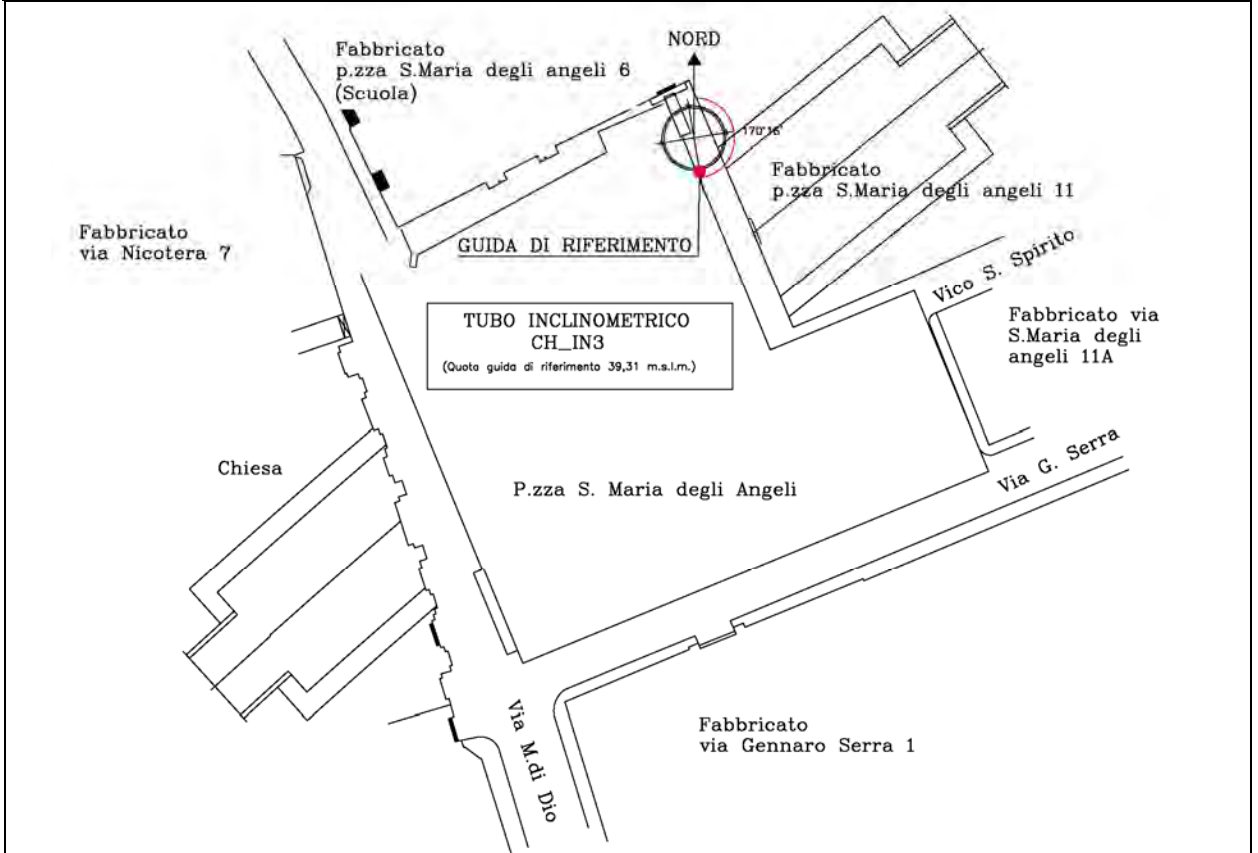 NORD
Fabbricato
p.zza S.Maria degli angeli 6
(Scuola)
170°16'
Fabbricato
p.zza S.Maria degli angeli 11
Fabbricato
via Nicotera 7
GUIDA DI RIFERIMENTO
Vico S. Spirito
TUBO INCLINOMETRICO
CH_IN3
(Quota guida di riferimento 39,31 m.s.l.m.)
Fabbricato via
S.Maria degli
angeli 11A
Chiesa
P.zza S. Maria degli Angeli
Via G. Serra
Via M.di Dio
Fabbricato
via Gennaro Serra 1